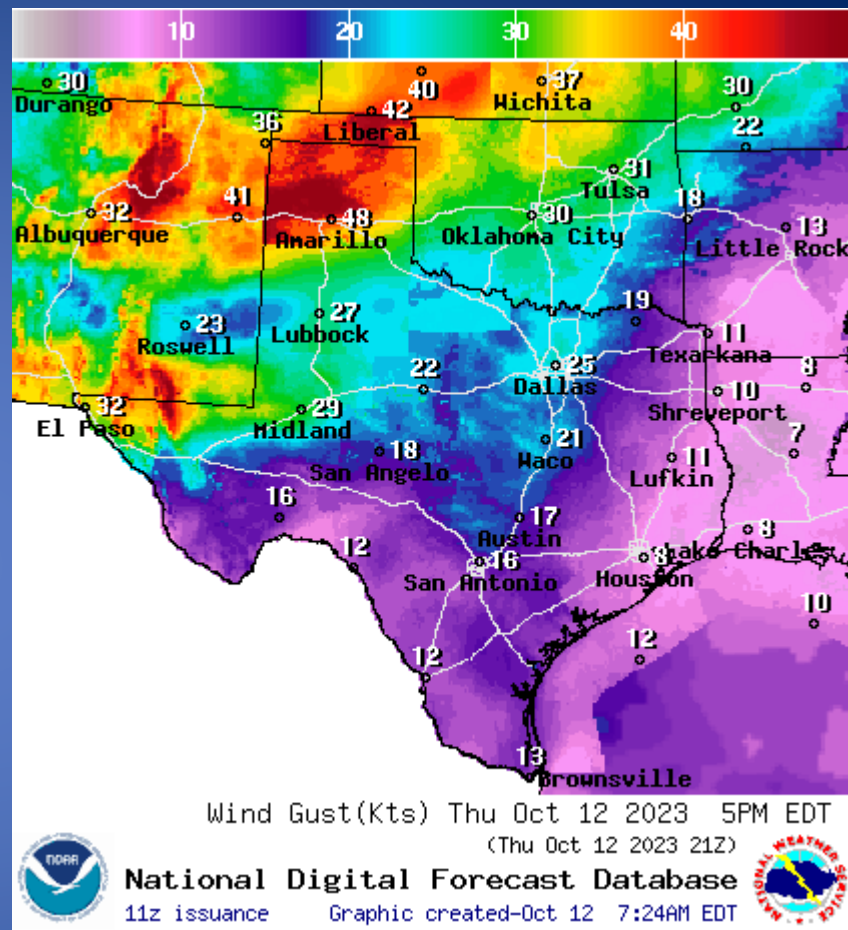 10 20 30 40
30
Durango
40
37
Wichita
42
Liberal
30
22
36
31
Tulsa
32
Albuquerque
41
48
Amarillo
30
Oklahoma City
18
13
Little Rock
23
Roswell
27
Lubbock
19
11
Texarkana
25
Dallas
22
10
Shreveport
8
32
El Paso
29
Midland
21
Waco
18
San Angelo
11
Lufkin
7
16
17
Austin
12
16
San Antonio
8
Houston
8
Lake Charles
10
12
12
13
Brownsville
Wind Gust(Kts) Thu Oct 12 2023 5PM EDT
(Thu Oct 12 2023 21Z)
National Digital Forecast Database
11z issuance Graphic created-Oct 12 7:24AM EDT
NOAA
NATIONAL WEATHER SERVICE